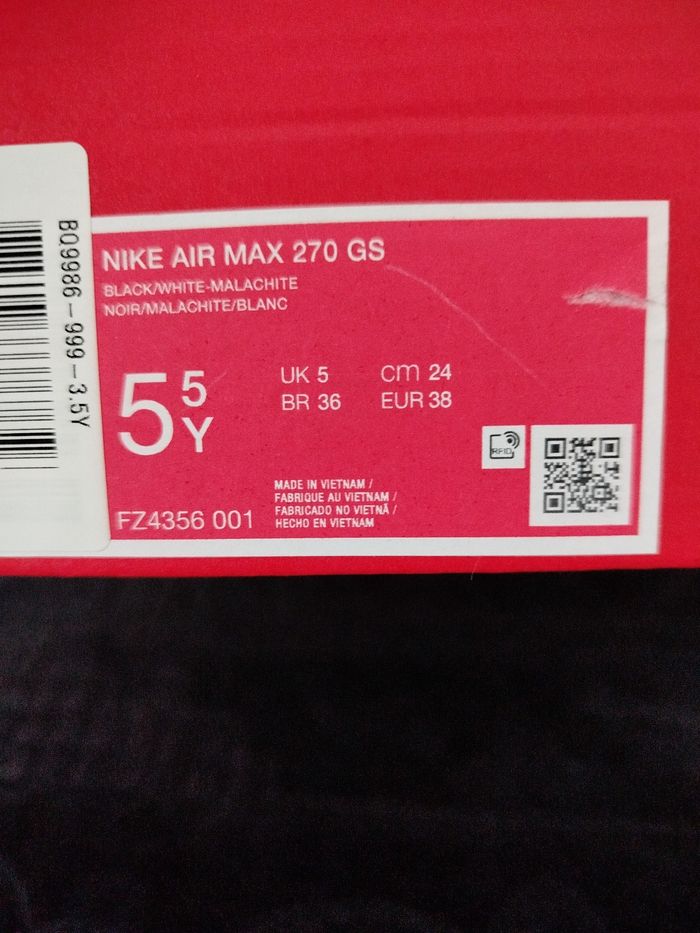 B09986-999-3.5Y
NIKE AIR MAX 270 GS
BLACK/WHITE-MALACHITE
NOIR/MALACHITE/BLANC
5 5 Y
UK 5 cm 24
BR 36 EUR 38
RFID
FZ4356 001
MADE IN VIETNAM /
FABRIQUE AU VIETNAM /
FABRICADO NO VIETNÃ /
HECHO EN VIETNAM